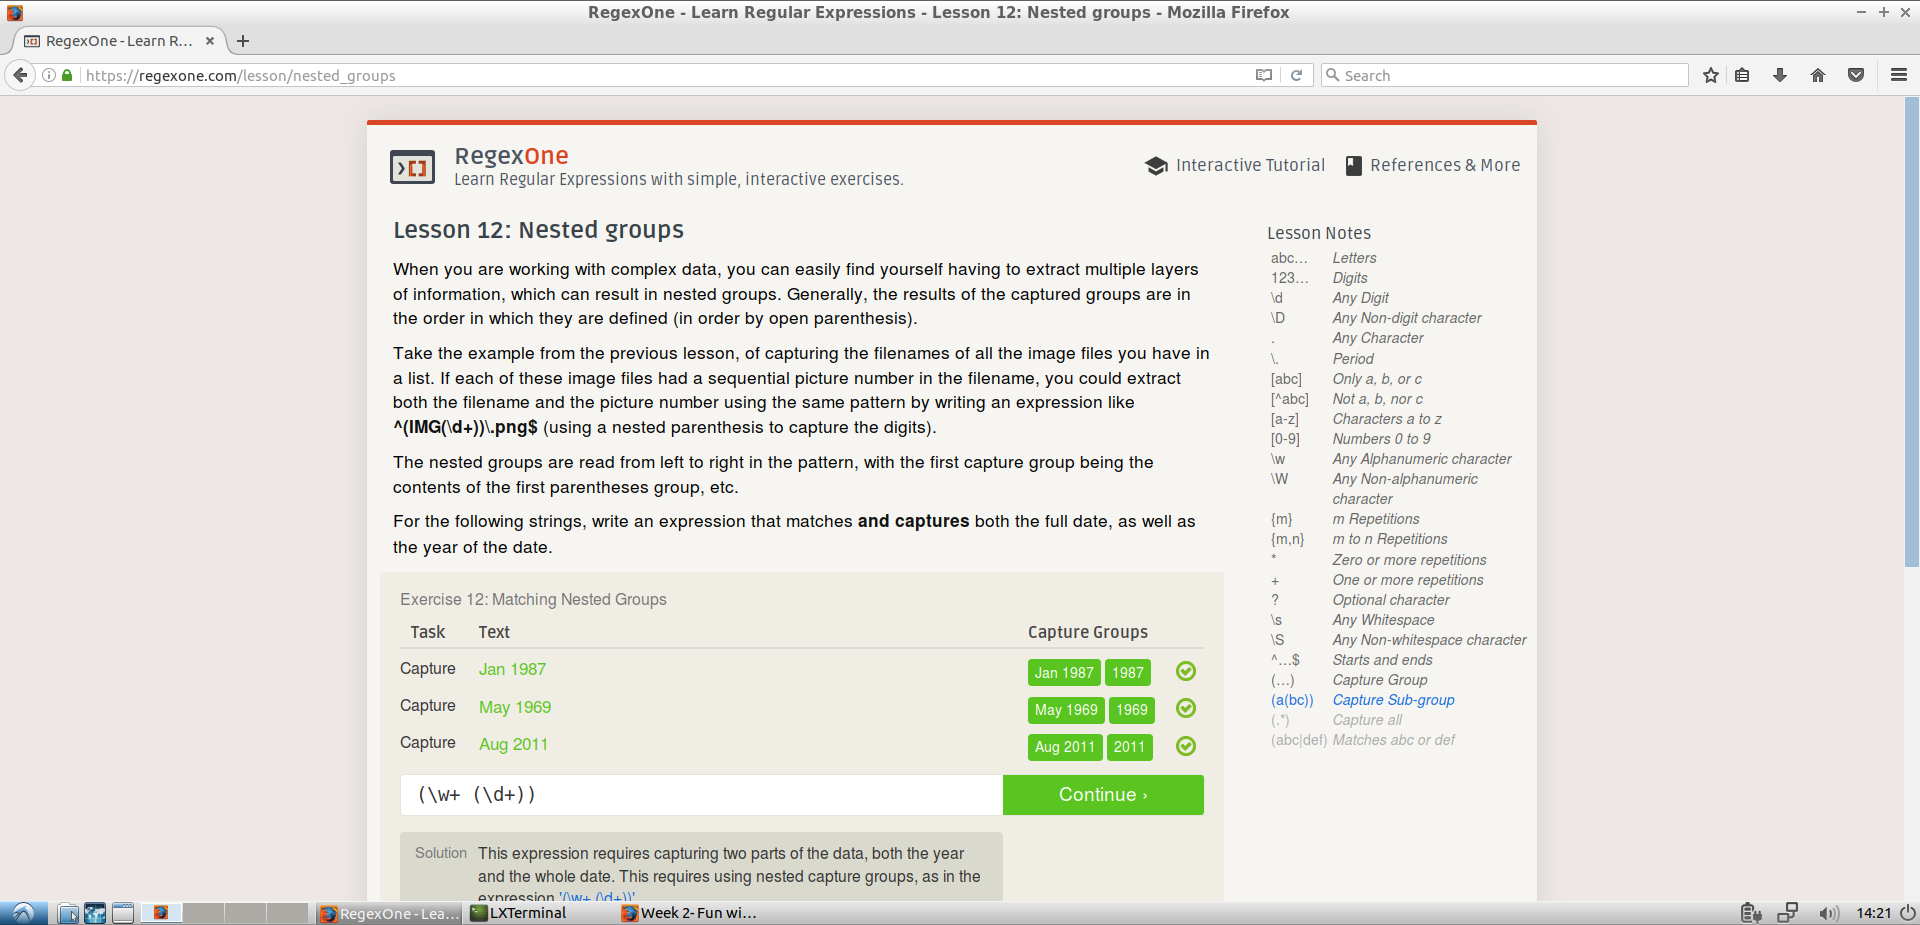 RegexOne - Learn Regular Expressions - Lesson 12: Nested groups - Mozilla Firefox
RegexOne - Learn R...
https://regexone.com/lesson/nested_groups
Search
RegexOne
Learn Regular Expressions with simple, interactive exercises.
Interactive Tutorial
References & More
Lesson 12: Nested groups
When you are working with complex data, you can easily find yourself having to extract multiple layers
of information, which can result in nested groups. Generally, the results of the captured groups are in
the order in which they are defined (in order by open parenthesis).
Take the example from the previous lesson, of capturing the filenames of all the image files you have in
a list. If each of these image files had a sequential picture number in the filename, you could extract
both the filename and the picture number using the same pattern by writing an expression like
^(IMG(\d+))\.png$ (using a nested parenthesis to capture the digits).
The nested groups are read from left to right in the pattern, with the first capture group being the
contents of the first parentheses group, etc.
For the following strings, write an expression that matches and captures both the full date, as well as
the year of the date.
Exercise 12: Matching Nested Groups
Task Text Capture Groups
Capture Jan 1987 Jan 1987 1987
Capture May 1969 May 1969 1969
Capture Aug 2011 Aug 2011 2011
(\w+ (\d+))
Continue ›
Solution This expression requires capturing two parts of the data, both the year
and the whole date. This requires using nested capture groups, as in the
expression '(\w+ (\d+))'
Lesson Notes
abc… Letters
123… Digits
\d Any Digit
\D Any Non-digit character
. Any Character
\. Period
[abc] Only a, b, or c
[^abc] Not a, b, nor c
[a-z] Characters a to z
[0-9] Numbers 0 to 9
\w Any Alphanumeric character
\W Any Non-alphanumeric
character
{m} m Repetitions
{m,n} m to n Repetitions
* Zero or more repetitions
+ One or more repetitions
? Optional character
\s Any Whitespace
\S Any Non-whitespace character
^…$ Starts and ends
(…) Capture Group
(a(bc)) Capture Sub-group
(.*) Capture all
(abc|def) Matches abc or def
RegexOne - Lea...
LXTerminal
Week 2- Fun wi...
14:21